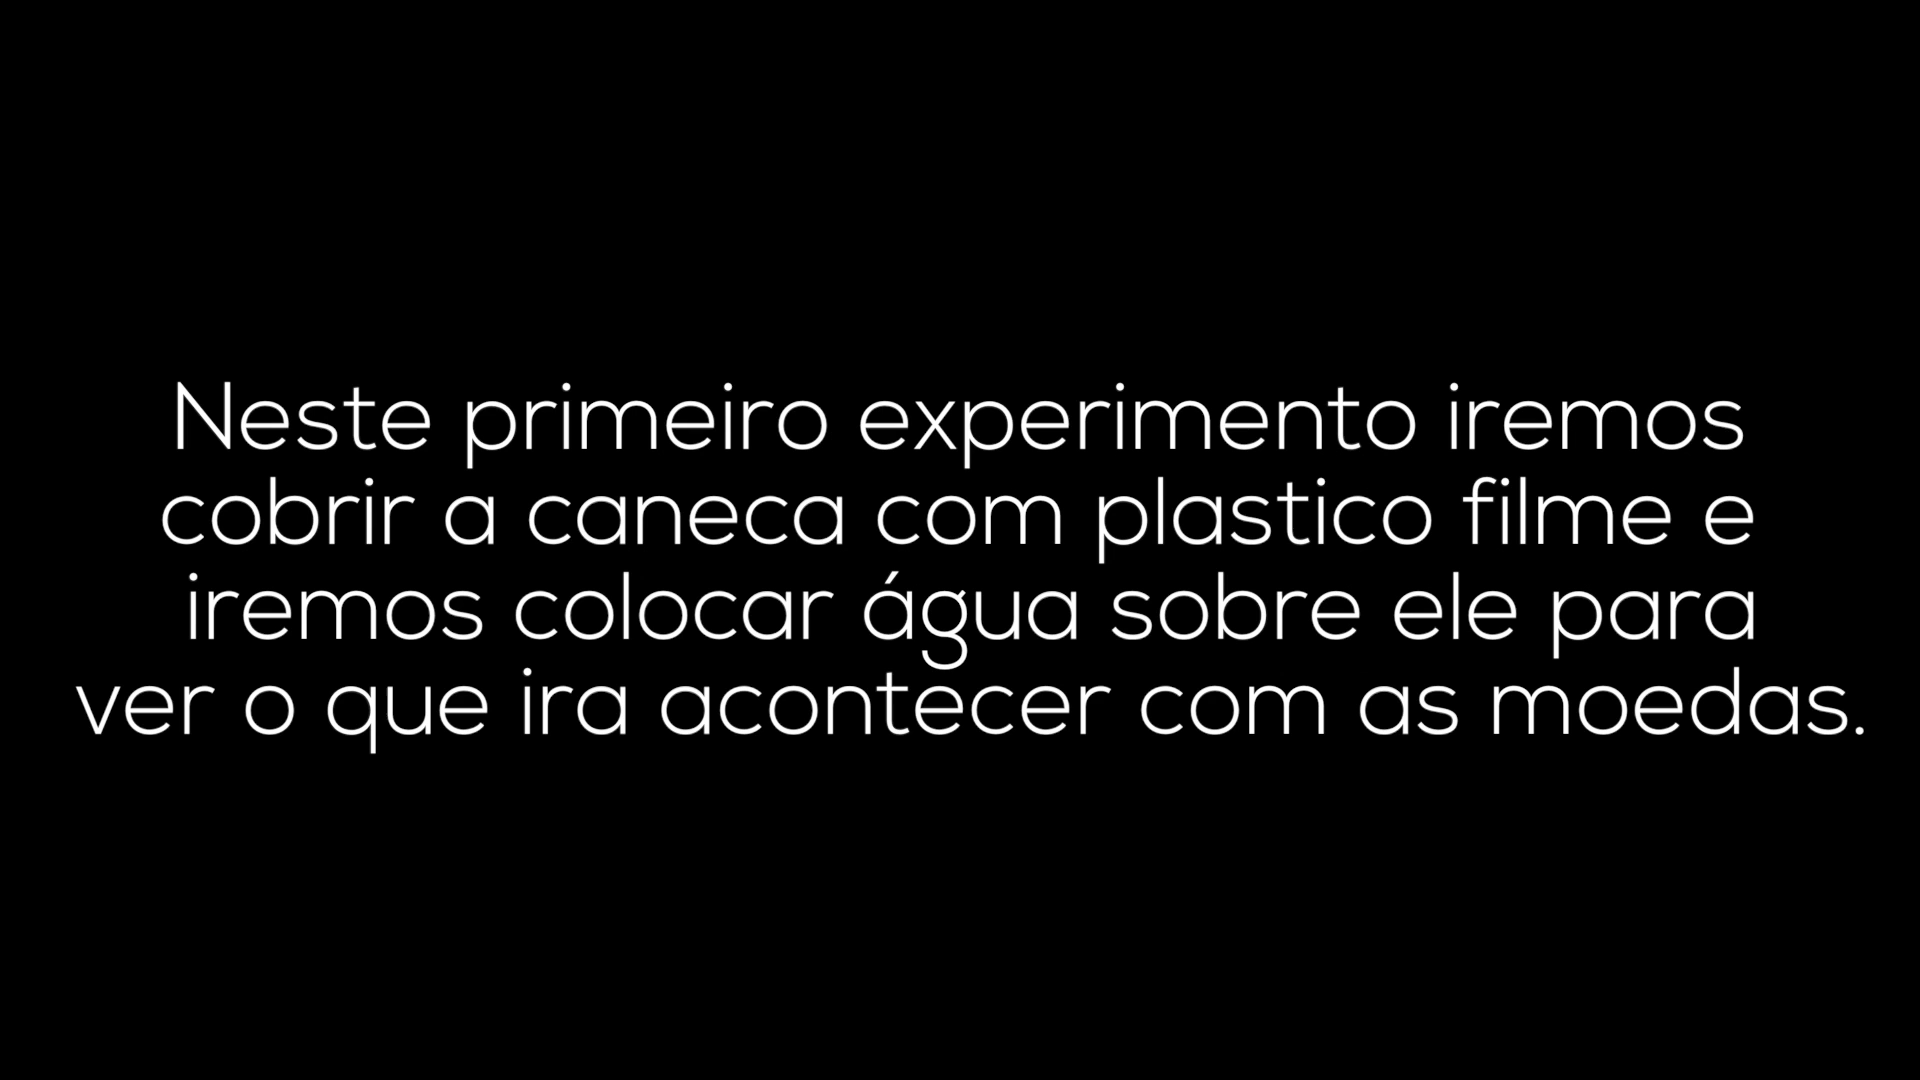 Neste primeiro experimento iremos
cobrir a caneca com plastico filme e
iremos colocar água sobre ele para
ver o que ira acontecer com as moedas.